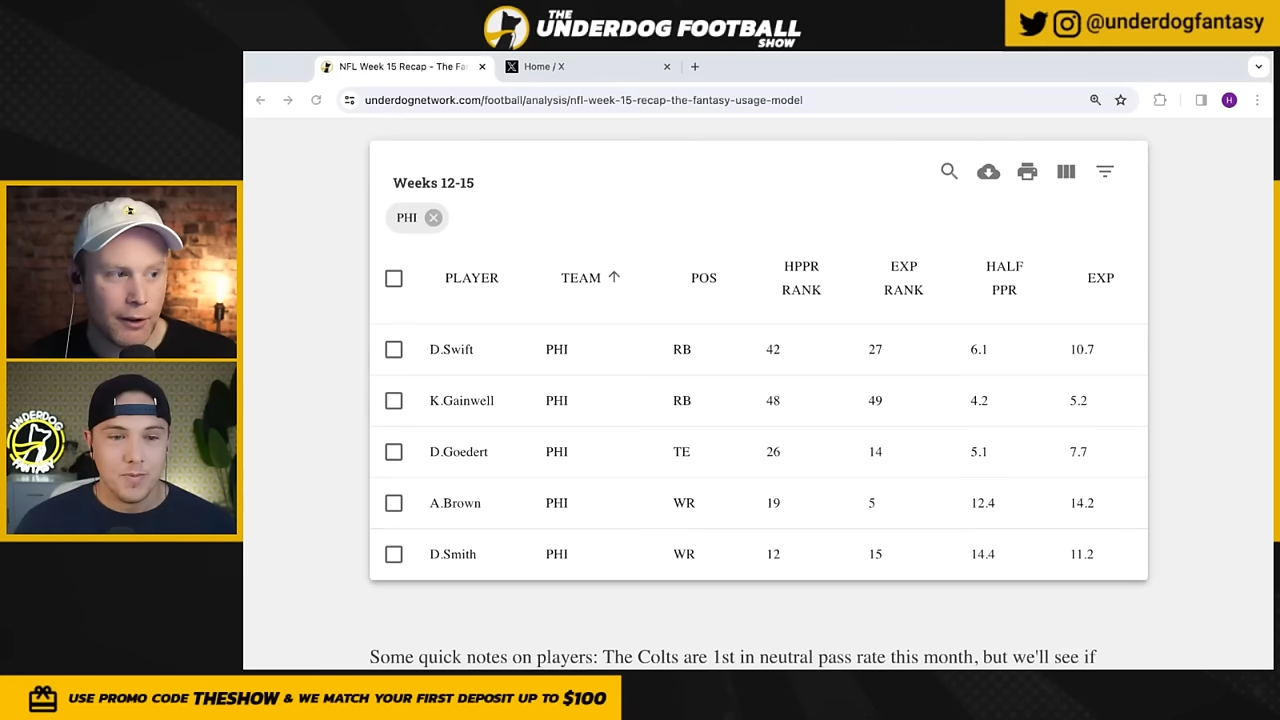 THE
UNDERDOG FOOTBALL
SHOW
@underdogfantasy
NFL Week 15 Recap - The Fa
Home / X
underdognetwork.com/football/analysis/nfl-week-15-recap-the-fantasy-usage-model
H
Weeks 12-15
PHI
PLAYER TEAM POS HPPR RANK EXP RANK HALF PPR EXP
D.Swift PHI RB 42 27 6.1 10.7
K.Gainwell PHI RB 48 49 4.2 5.2
D.Goedert PHI TE 26 14 5.1 7.7
A.Brown PHI WR 19 5 12.4 14.2
D.Smith PHI WR 12 15 14.4 11.2
Some quick notes on players: The Colts are 1st in neutral pass rate this month, but we'll see if
UNDERDOG
FANTASY
USE PROMO CODE THESHOW & WE MATCH YOUR FIRST DEPOSIT UP TO $100